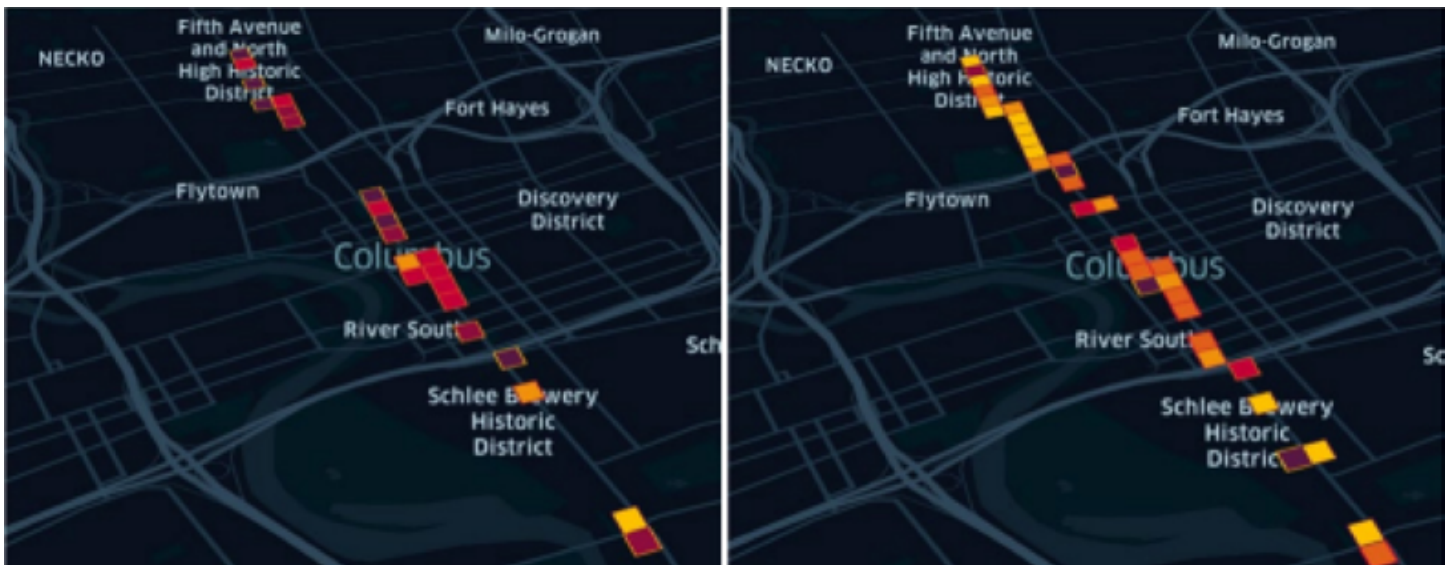 Fifth Avenue
and North
High Historic
District
Milo-Grogan
NECKO
Fort Hayes
Flytown
Discovery
District
Columbus
River South
Sch
Schlee Brewery
Historic
District
Fifth Avenue
and North
High Historic
District
Milo-Grogan
NECKO
Fort Hayes
Flytown
Discovery
District
Columbus
River South
Sc
Schlee Brewery
Historic
District